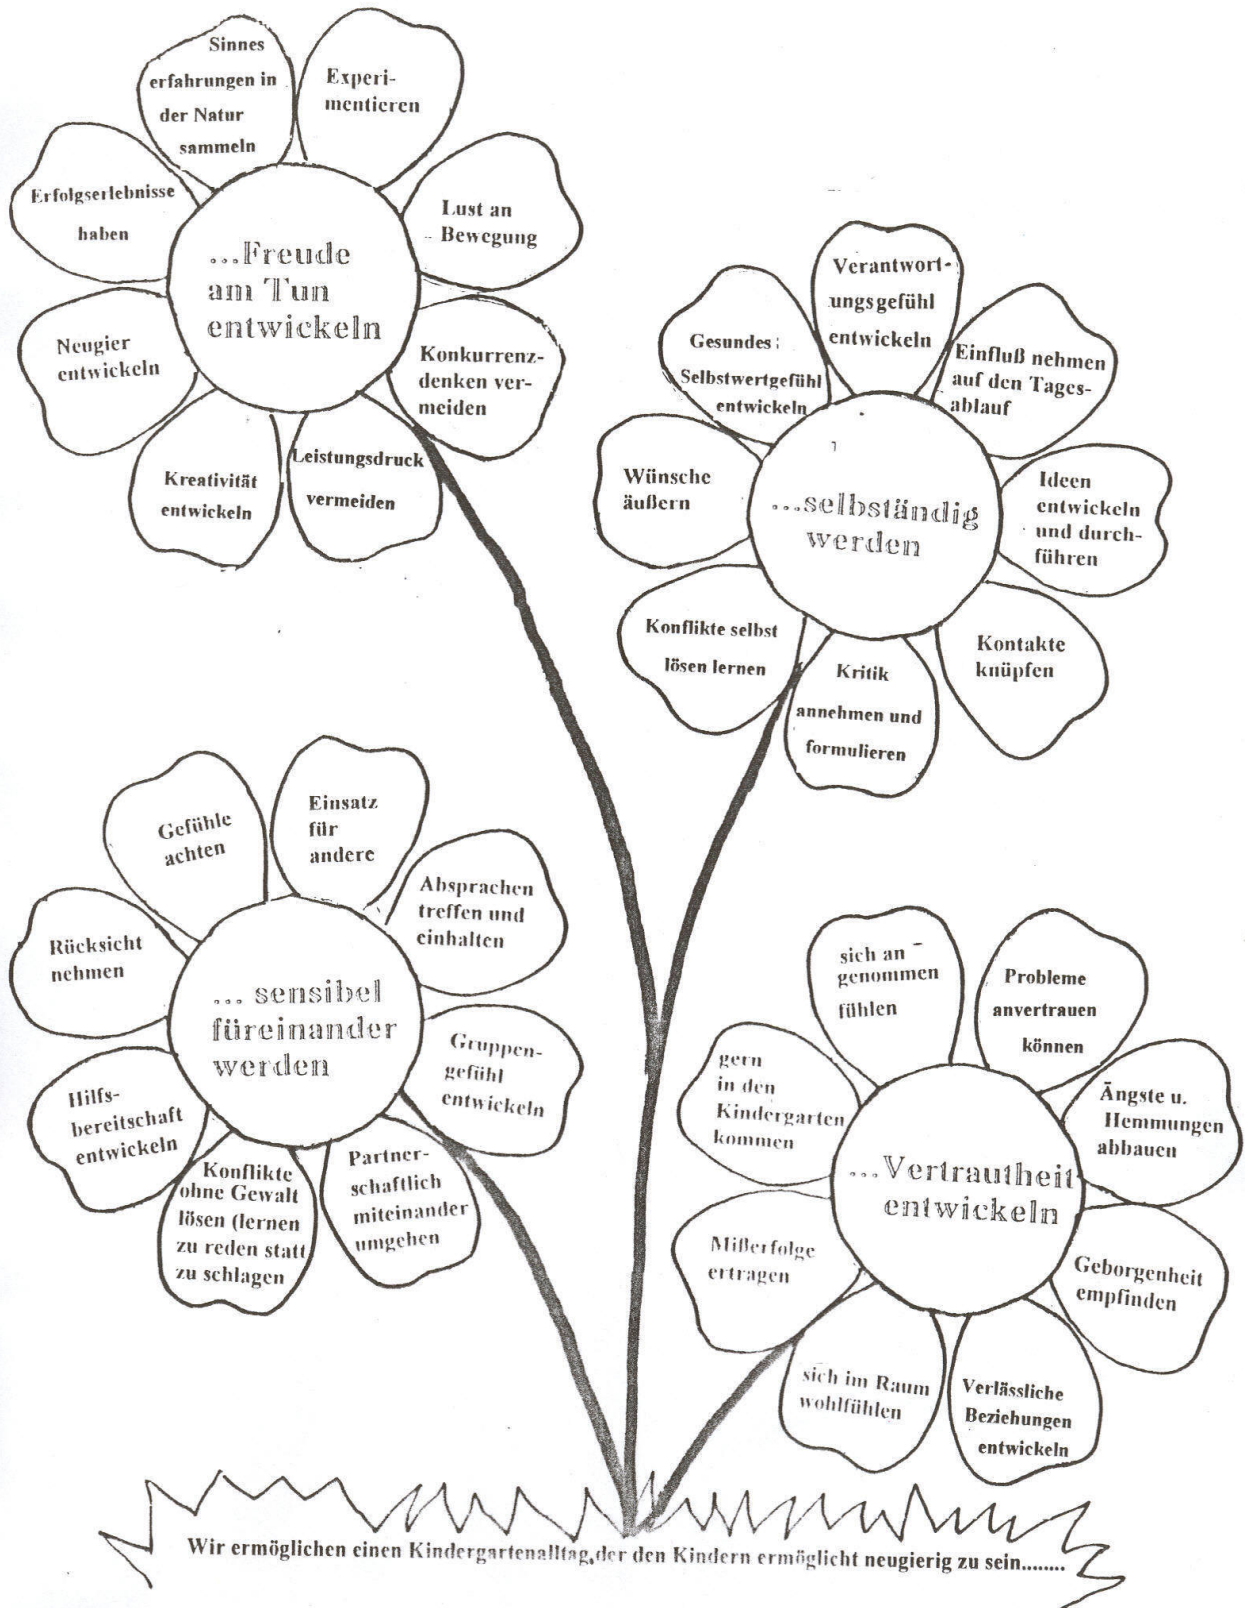 Sinnes
erfahrungen in
der Natur
sammeln
Experi-
mentieren
Lust an
Bewegung
Konkurrenz-
denken ver-
meiden
Leistungsdruck
vermeiden
Kreativität
entwickeln
Neugier
entwickeln
Erfolgserlebnisse
haben
...Freude
am Tun
entwickeln
Verantwort-
ungsgefühl
entwickeln
Einfluß nehmen
auf den Tages-
ablauf
Ideen
entwickeln
und durch-
führen
Kontakte
knüpfen
Kritik
annehmen und
formulieren
Konflikte selbst
lösen lernen
Wünsche
äußern
Gesundes
Selbstwertgefühl
entwickeln
...selbständig
werden
Gefühle
achten
Einsatz
für
andere
Absprachen
treffen und
einhalten
Gruppen-
gefühl
entwickeln
Partner-
schaftlich
miteinander
umgehen
Konflikte
ohne Gewalt
lösen (lernen
zu reden statt
zu schlagen
Hilfs-
bereitschaft
entwickeln
Rücksicht
nehmen
... sensibel
füreinander
werden
sich an-
genommen
fühlen
Probleme
anvertrauen
können
Ängste u.
Hemmungen
abbauen
Geborgenheit
empfinden
Verlässliche
Beziehungen
entwickeln
sich im Raum
wohlfühlen
Mißerfolge
ertragen
gern
in den
Kindergarten
kommen
...Vertrautheit
entwickeln
Wir ermöglichen einen Kindergartenalltag,der den Kindern ermöglicht neugierig zu sein........